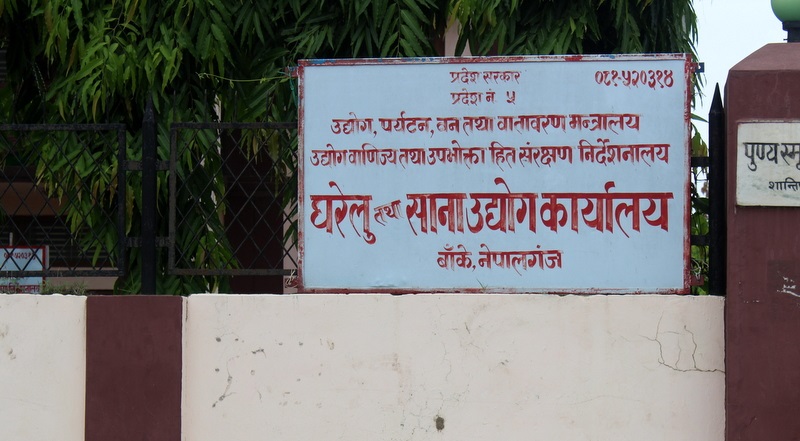 प्रदेश सरकार
०८१-५२०३१४
प्रदेश नं. ५
उद्योग, पर्यटन, वन तथा वातावरण मन्त्रालय
उद्योग वाणिज्य तथा उपभोक्ता हित संरक्षण निर्देशनालय
घरेलु तथा साना उद्योग कार्यालय
बाँके, नेपालगंज
पुण्य स्मृ
शान्ति